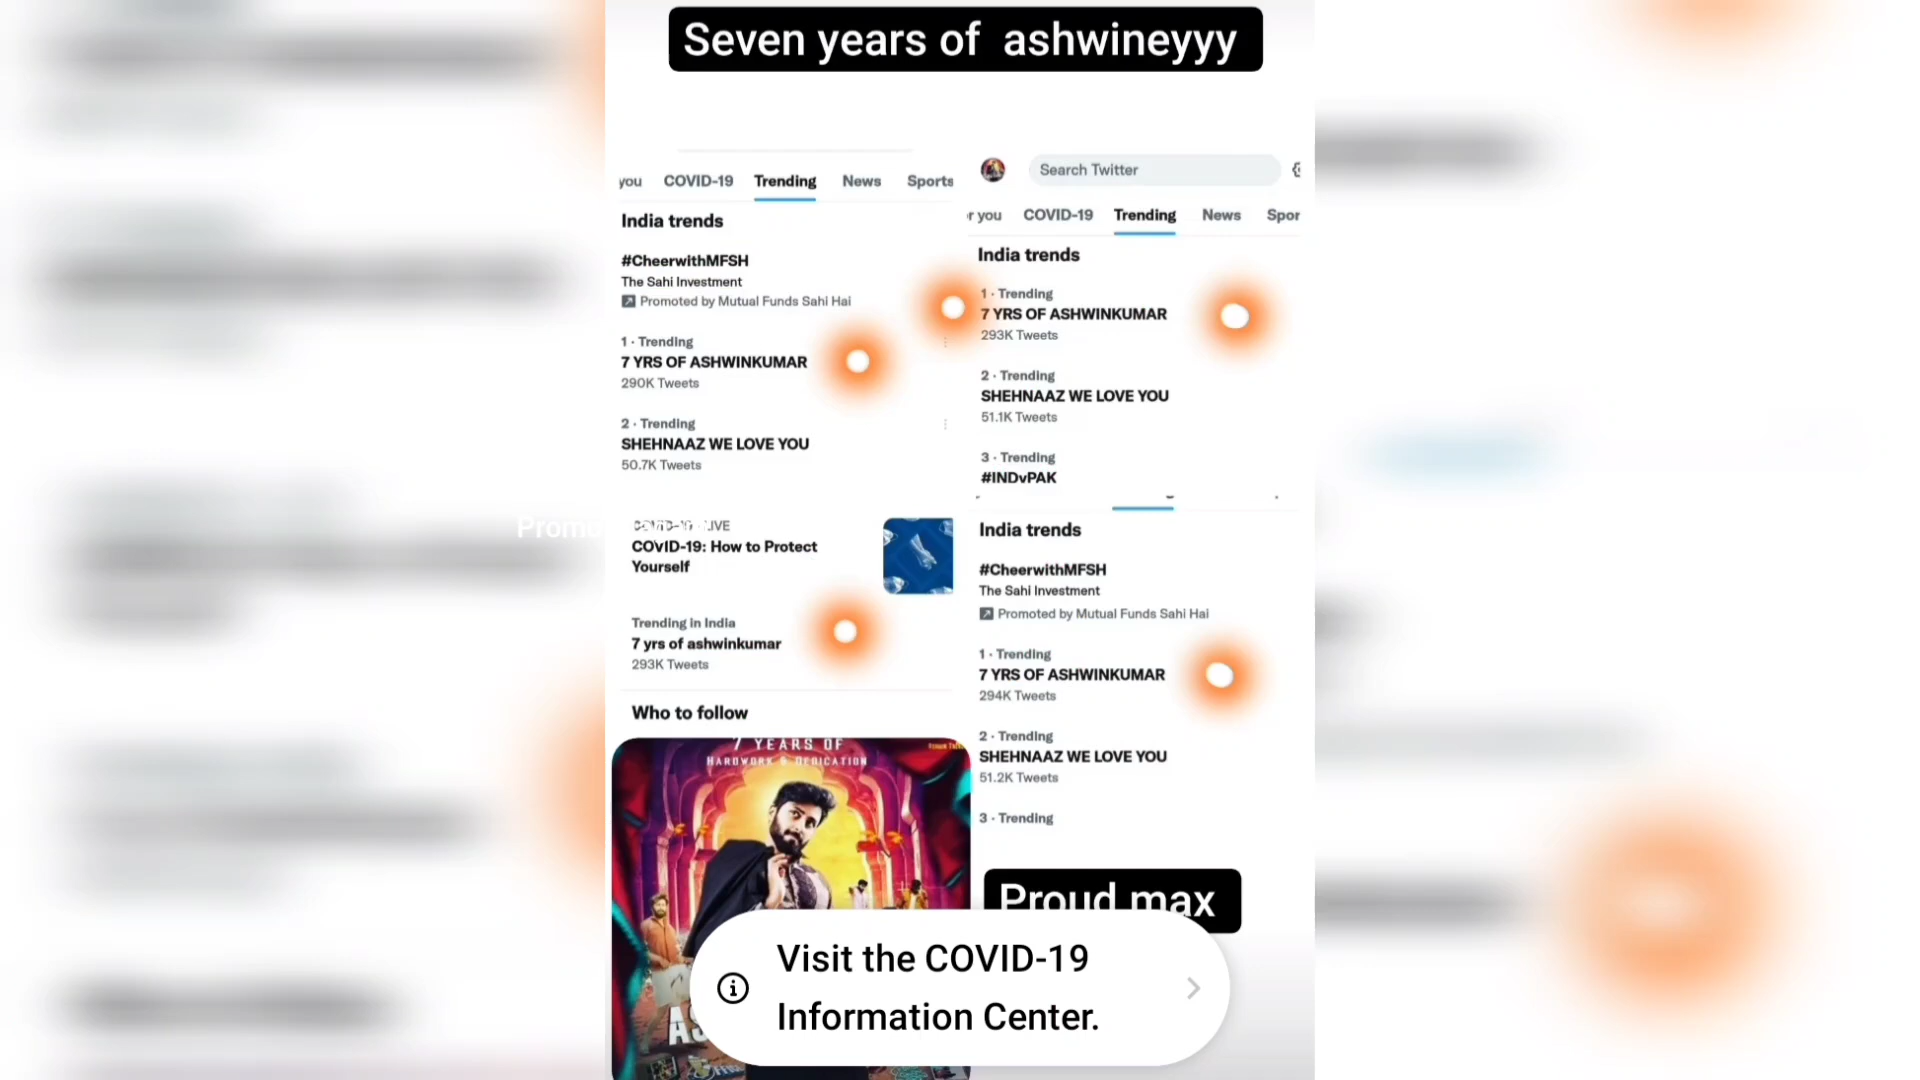 Seven years of ashwineyyy
you COVID-19 Trending News Sports
India trends
#CheerwithMFSH
The Sahi Investment
Promoted by Mutual Funds Sahi Hai
1 · Trending
7 YRS OF ASHWINKUMAR
290K Tweets
2 · Trending
SHEHNAAZ WE LOVE YOU
50.7K Tweets
COVID-19: How to Protect
Yourself
Trending in India
7 yrs of ashwinkumar
293K Tweets
Who to follow
7 YEARS OF
HARDWORK & DEDICATION
Search Twitter
r you COVID-19 Trending News Spor
India trends
1 · Trending
7 YRS OF ASHWINKUMAR
293K Tweets
2 · Trending
SHEHNAAZ WE LOVE YOU
51.1K Tweets
3 · Trending
#INDvPAK
India trends
#CheerwithMFSH
The Sahi Investment
Promoted by Mutual Funds Sahi Hai
1 · Trending
7 YRS OF ASHWINKUMAR
294K Tweets
2 · Trending
SHEHNAAZ WE LOVE YOU
51.2K Tweets
3 · Trending
Proud max
Visit the COVID-19
Information Center.